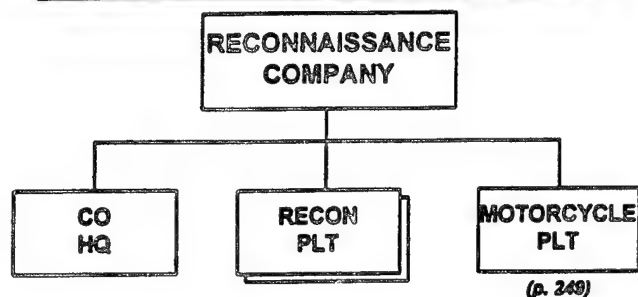 RECONNAISSANCE
COMPANY
CO
HQ
RECON
PLT
MOTORCYCLE
PLT
(p. 249)